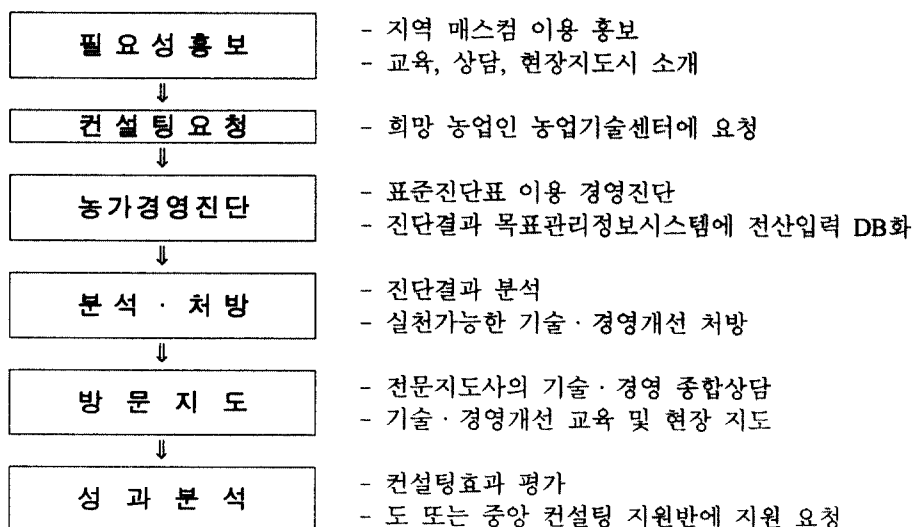 필요성홍보
- 지역 매스컴 이용 홍보
- 교육, 상담, 현장지도시 소개
⇓
컨설팅요청
- 희망 농업인 농업기술센터에 요청
⇓
농가경영진단
- 표준진단표 이용 경영진단
- 진단결과 목표관리정보시스템에 전산입력 DB화
⇓
분석 · 처방
- 진단결과 분석
- 실천가능한 기술 · 경영개선 처방
⇓
방문지도
- 전문지도사의 기술 · 경영 종합상담
- 기술 · 경영개선 교육 및 현장 지도
⇓
성과분석
- 컨설팅효과 평가
- 도 또는 중앙 컨설팅 지원반에 지원 요청